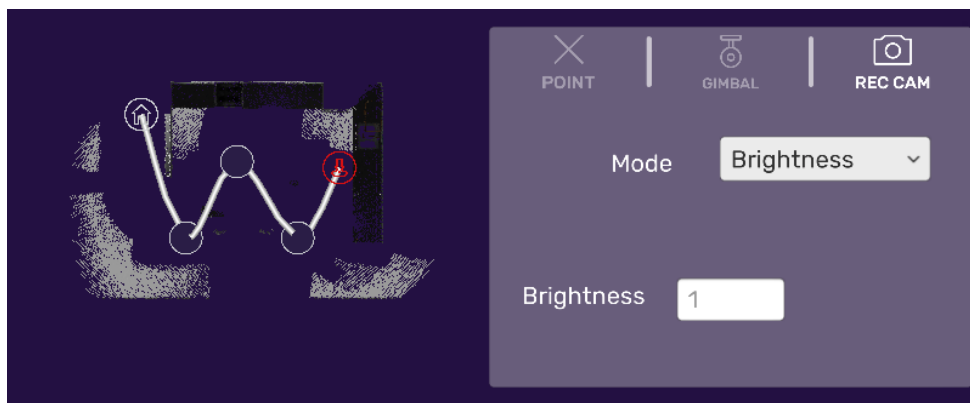 POINT
GIMBAL
REC CAM
Mode
Brightness
Brightness
1